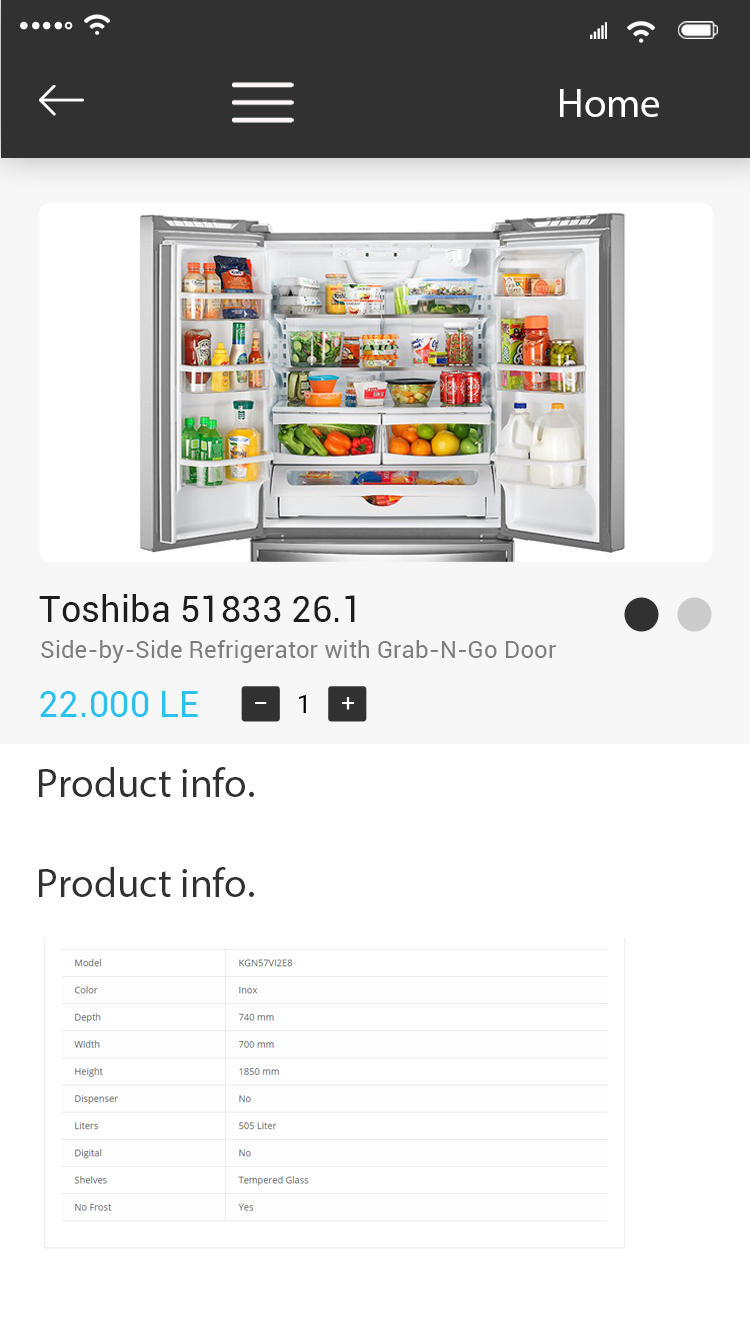 Home
Toshiba 51833 26.1
Side-by-Side Refrigerator with Grab-N-Go Door
22.000 LE − 1 +
Product info.
Product info.
Model KGN57VI2E8
Color Inox
Depth 740 mm
Width 700 mm
Height 1850 mm
Dispenser No
Liters 505 Liter
Digital No
Shelves Tempered Glass
No Frost Yes